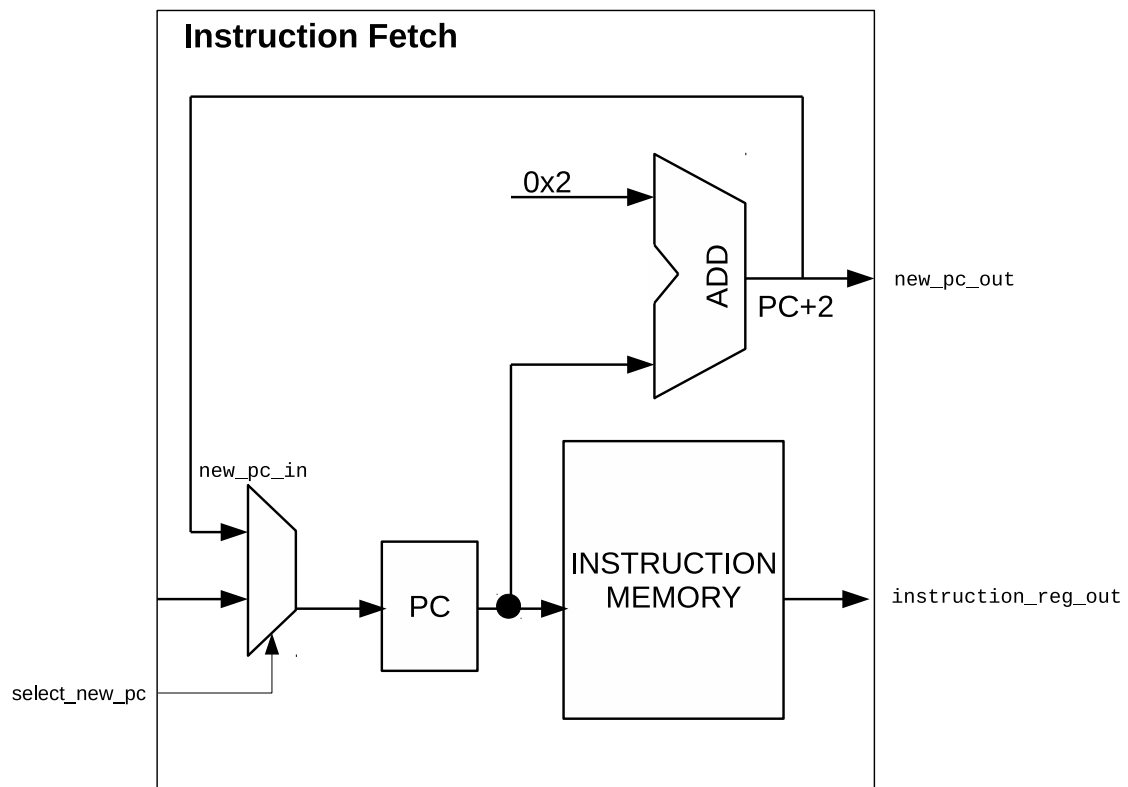 Instruction Fetch
0x2
ADD
new_pc_out
PC+2
new_pc_in
INSTRUCTION
MEMORY
PC
instruction_reg_out
select_new_pc